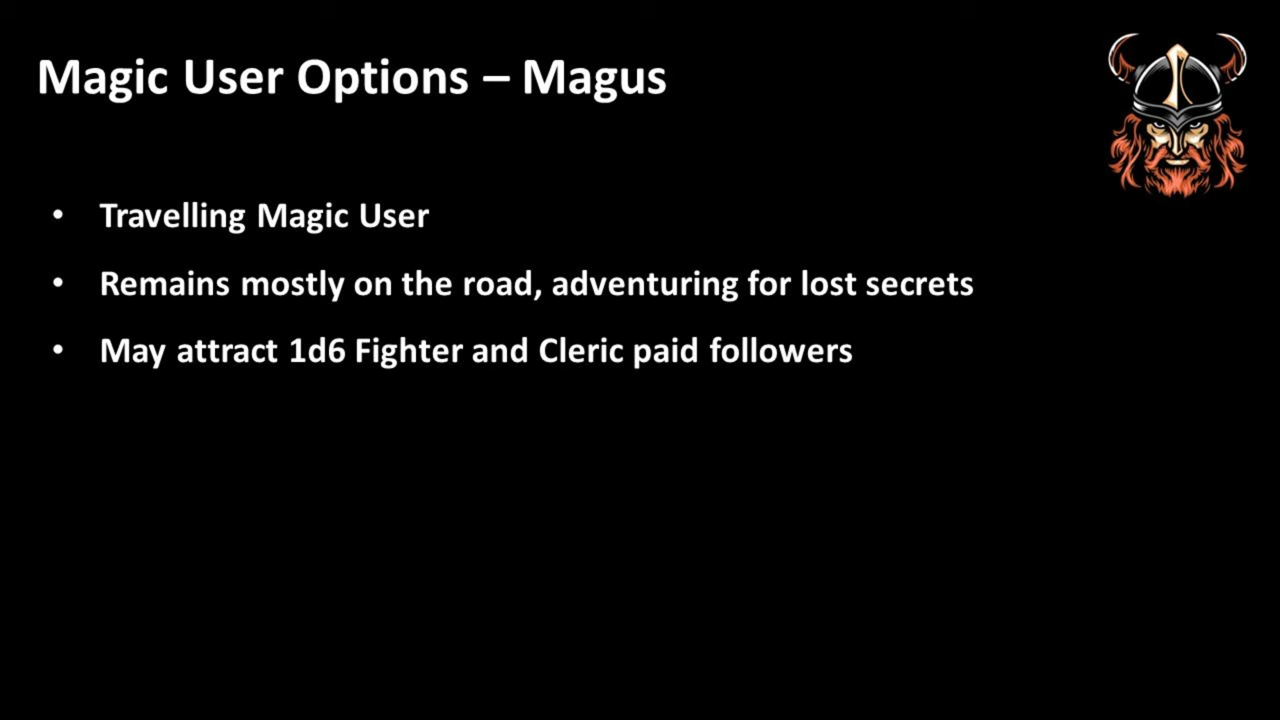 Magic User Options – Magus
• Travelling Magic User
• Remains mostly on the road, adventuring for lost secrets
• May attract 1d6 Fighter and Cleric paid followers